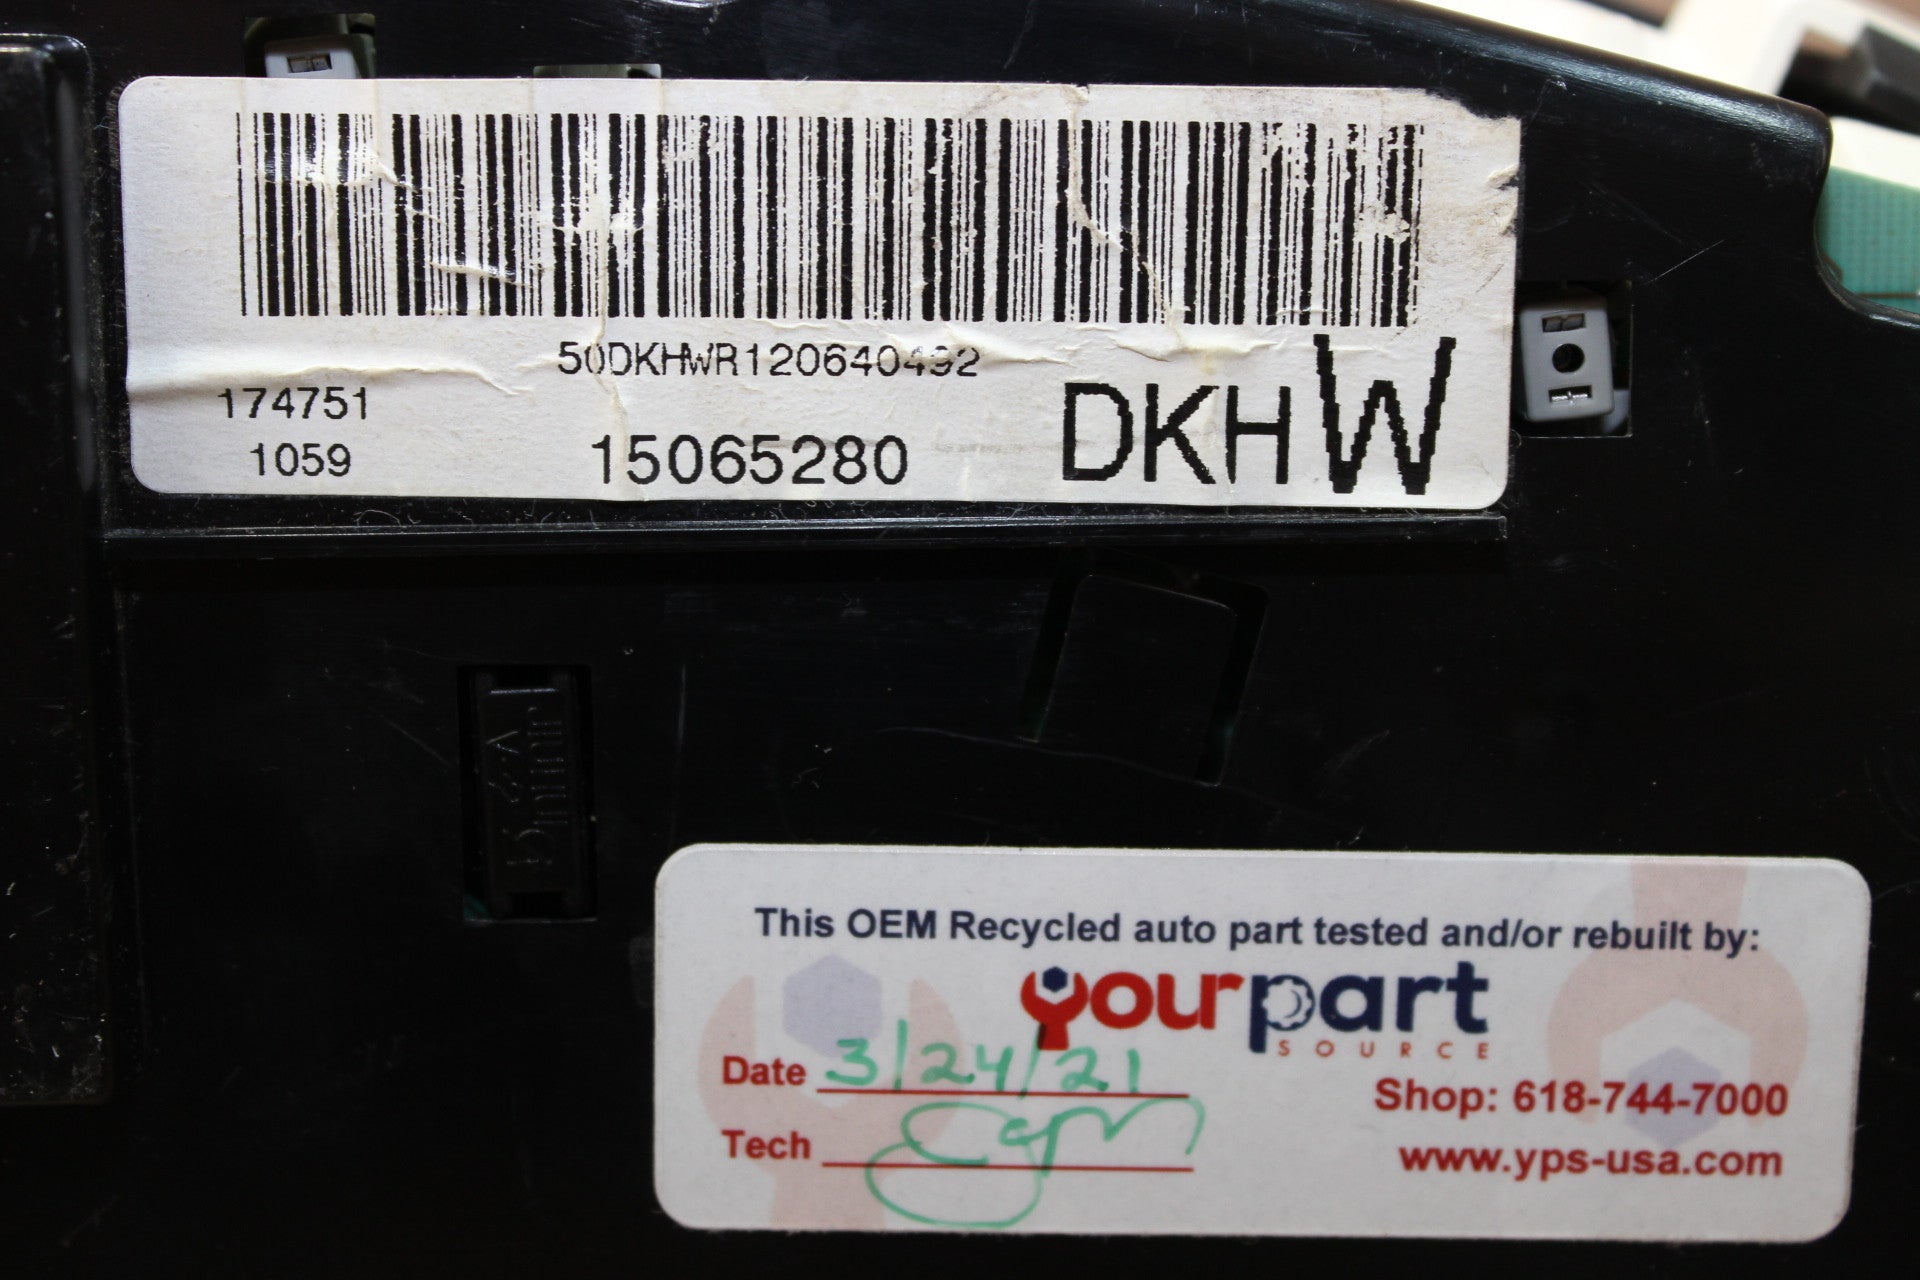 50DKHWR120640492
174751
1059
15065280
DKHW
This OEM Recycled auto part tested and/or rebuilt by:
yourpart
SOURCE
Date 3/24/21
Shop: 618-744-7000
Tech
www.yps-usa.com